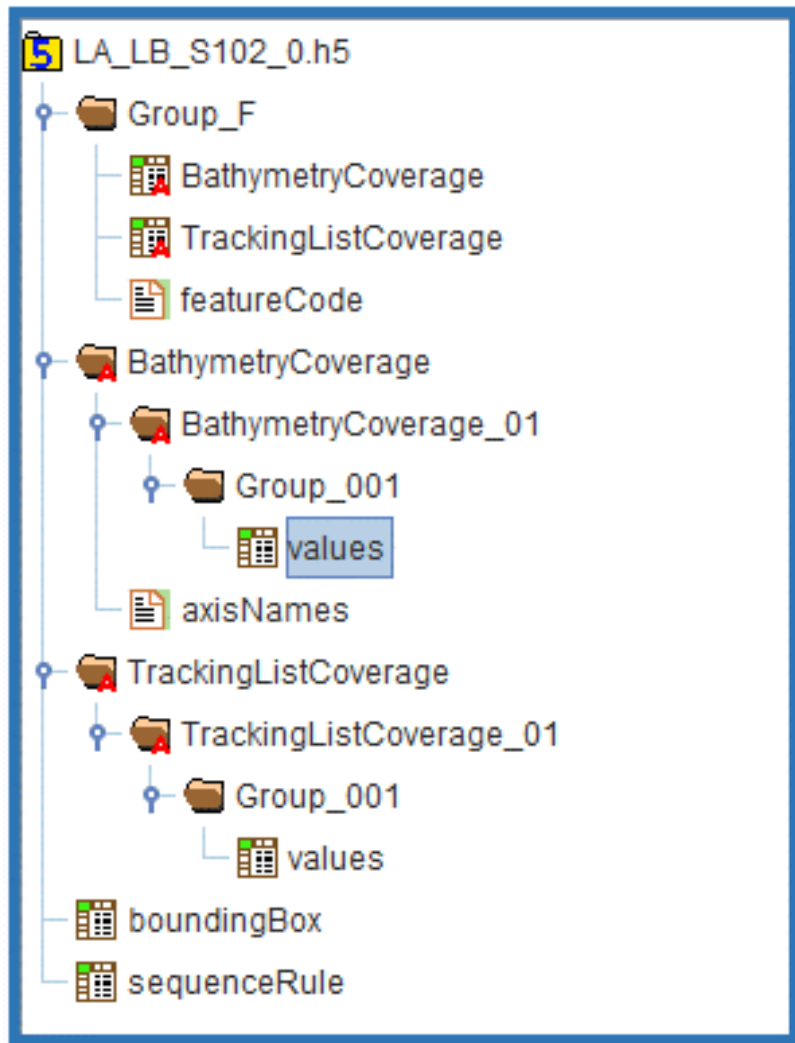 LA_LB_S102_0.h5
Group_F
BathymetryCoverage
TrackingListCoverage
featureCode
BathymetryCoverage
BathymetryCoverage_01
Group_001
values
axisNames
TrackingListCoverage
TrackingListCoverage_01
Group_001
values
boundingBox
sequenceRule